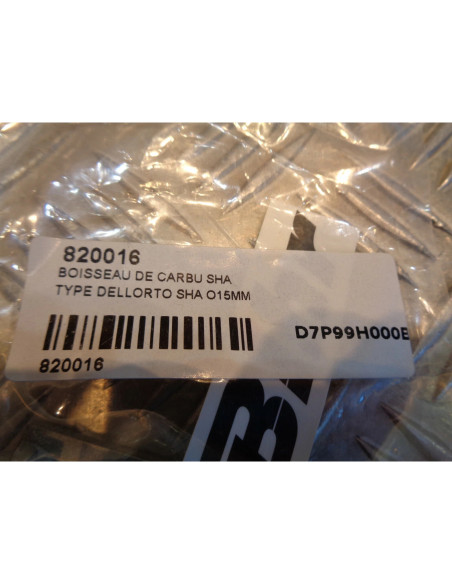 820016
BOISSEAU DE CARBU SHA
TYPE DELLORTO SHA O15MM
D7P99H000E
820016